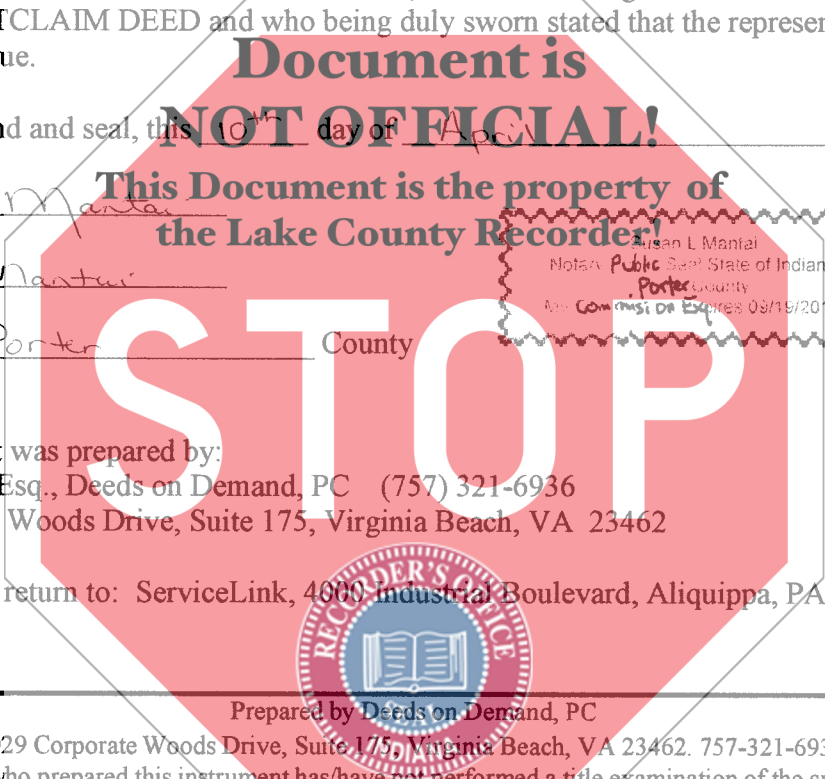 TCLAIM DEED and who being duly sworn stated that the represen
ue.
Document is
nd and seal, this 10th day of April
NOT OFFICIAL!
This Document is the property of
Mantai
the Lake County Recorder!
Susan L Mantai
Notary Public Seal State of Indian
Porter County
My Commission Expires 09/19/201
Mantai
Porter County
STOP
t was prepared by:
Esq., Deeds on Demand, PC (757) 321-6936
Woods Drive, Suite 175, Virginia Beach, VA 23462
return to: ServiceLink, 4000 Industrial Boulevard, Aliquippa, PA
RECORDER'S OFFICE
Prepared by Deeds on Demand, PC
29 Corporate Woods Drive, Suite 175, Virginia Beach, VA 23462. 757-321-693
ho prepared this instrument has/have not performed a title examination of the